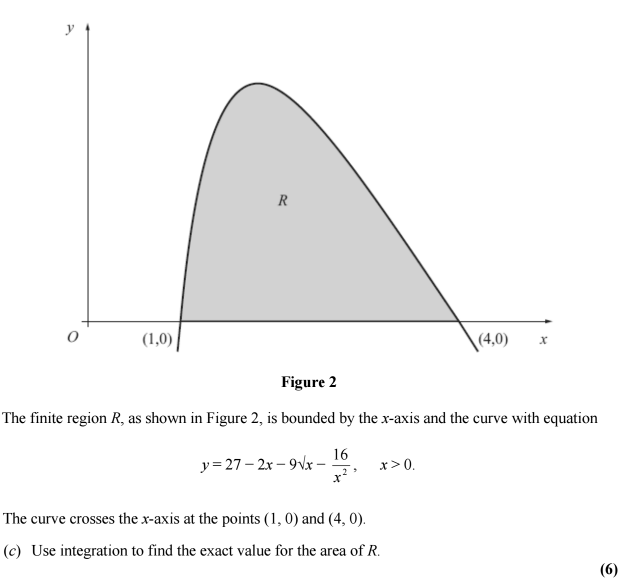 y
R
O
(1,0)
(4,0)
x
Figure 2
The finite region R, as shown in Figure 2, is bounded by the x-axis and the curve with equation
y = 27 – 2x – 9√x – 16/x², x > 0.
The curve crosses the x-axis at the points (1, 0) and (4, 0).
(c) Use integration to find the exact value for the area of R.
(6)